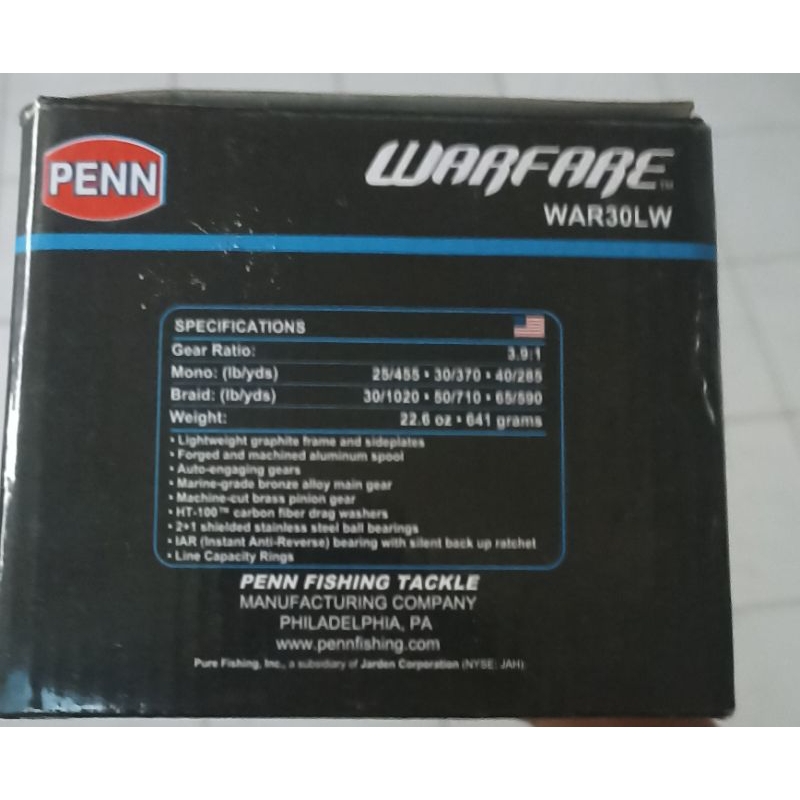 PENN
WARFARE™
WAR30LW
SPECIFICATIONS
Gear Ratio: 3.9:1
Mono: (lb/yds) 25/455 • 30/370 • 40/285
Braid: (lb/yds) 30/1020 • 50/710 • 65/590
Weight: 22.6 oz • 641 grams
• Lightweight graphite frame and sideplates
• Forged and machined aluminum spool
• Auto-engaging gears
• Marine-grade bronze alloy main gear
• Machine-cut brass pinion gear
• HT-100™ carbon fiber drag washers
• 2+1 shielded stainless steel ball bearings
• IAR (Instant Anti-Reverse) bearing with silent back up ratchet
• Line Capacity Rings
PENN FISHING TACKLE
MANUFACTURING COMPANY
PHILADELPHIA, PA
www.pennfishing.com
Pure Fishing, Inc., a subsidiary of Jarden Corporation (NYSE: JAH)